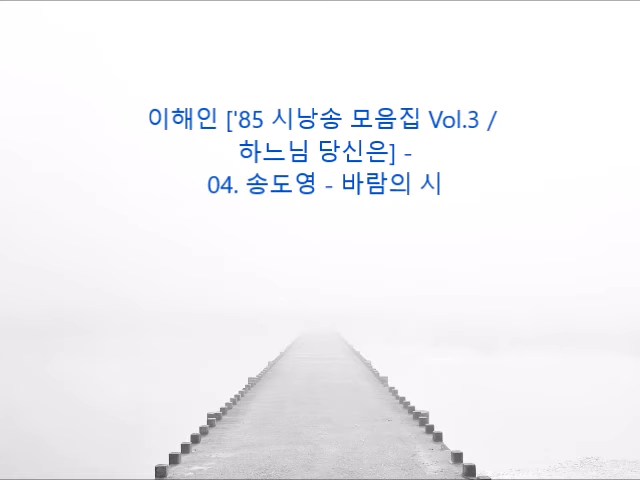 이해인 ['85 시낭송 모음집 Vol.3 /
하느님 당신은] -
04. 송도영 - 바람의 시